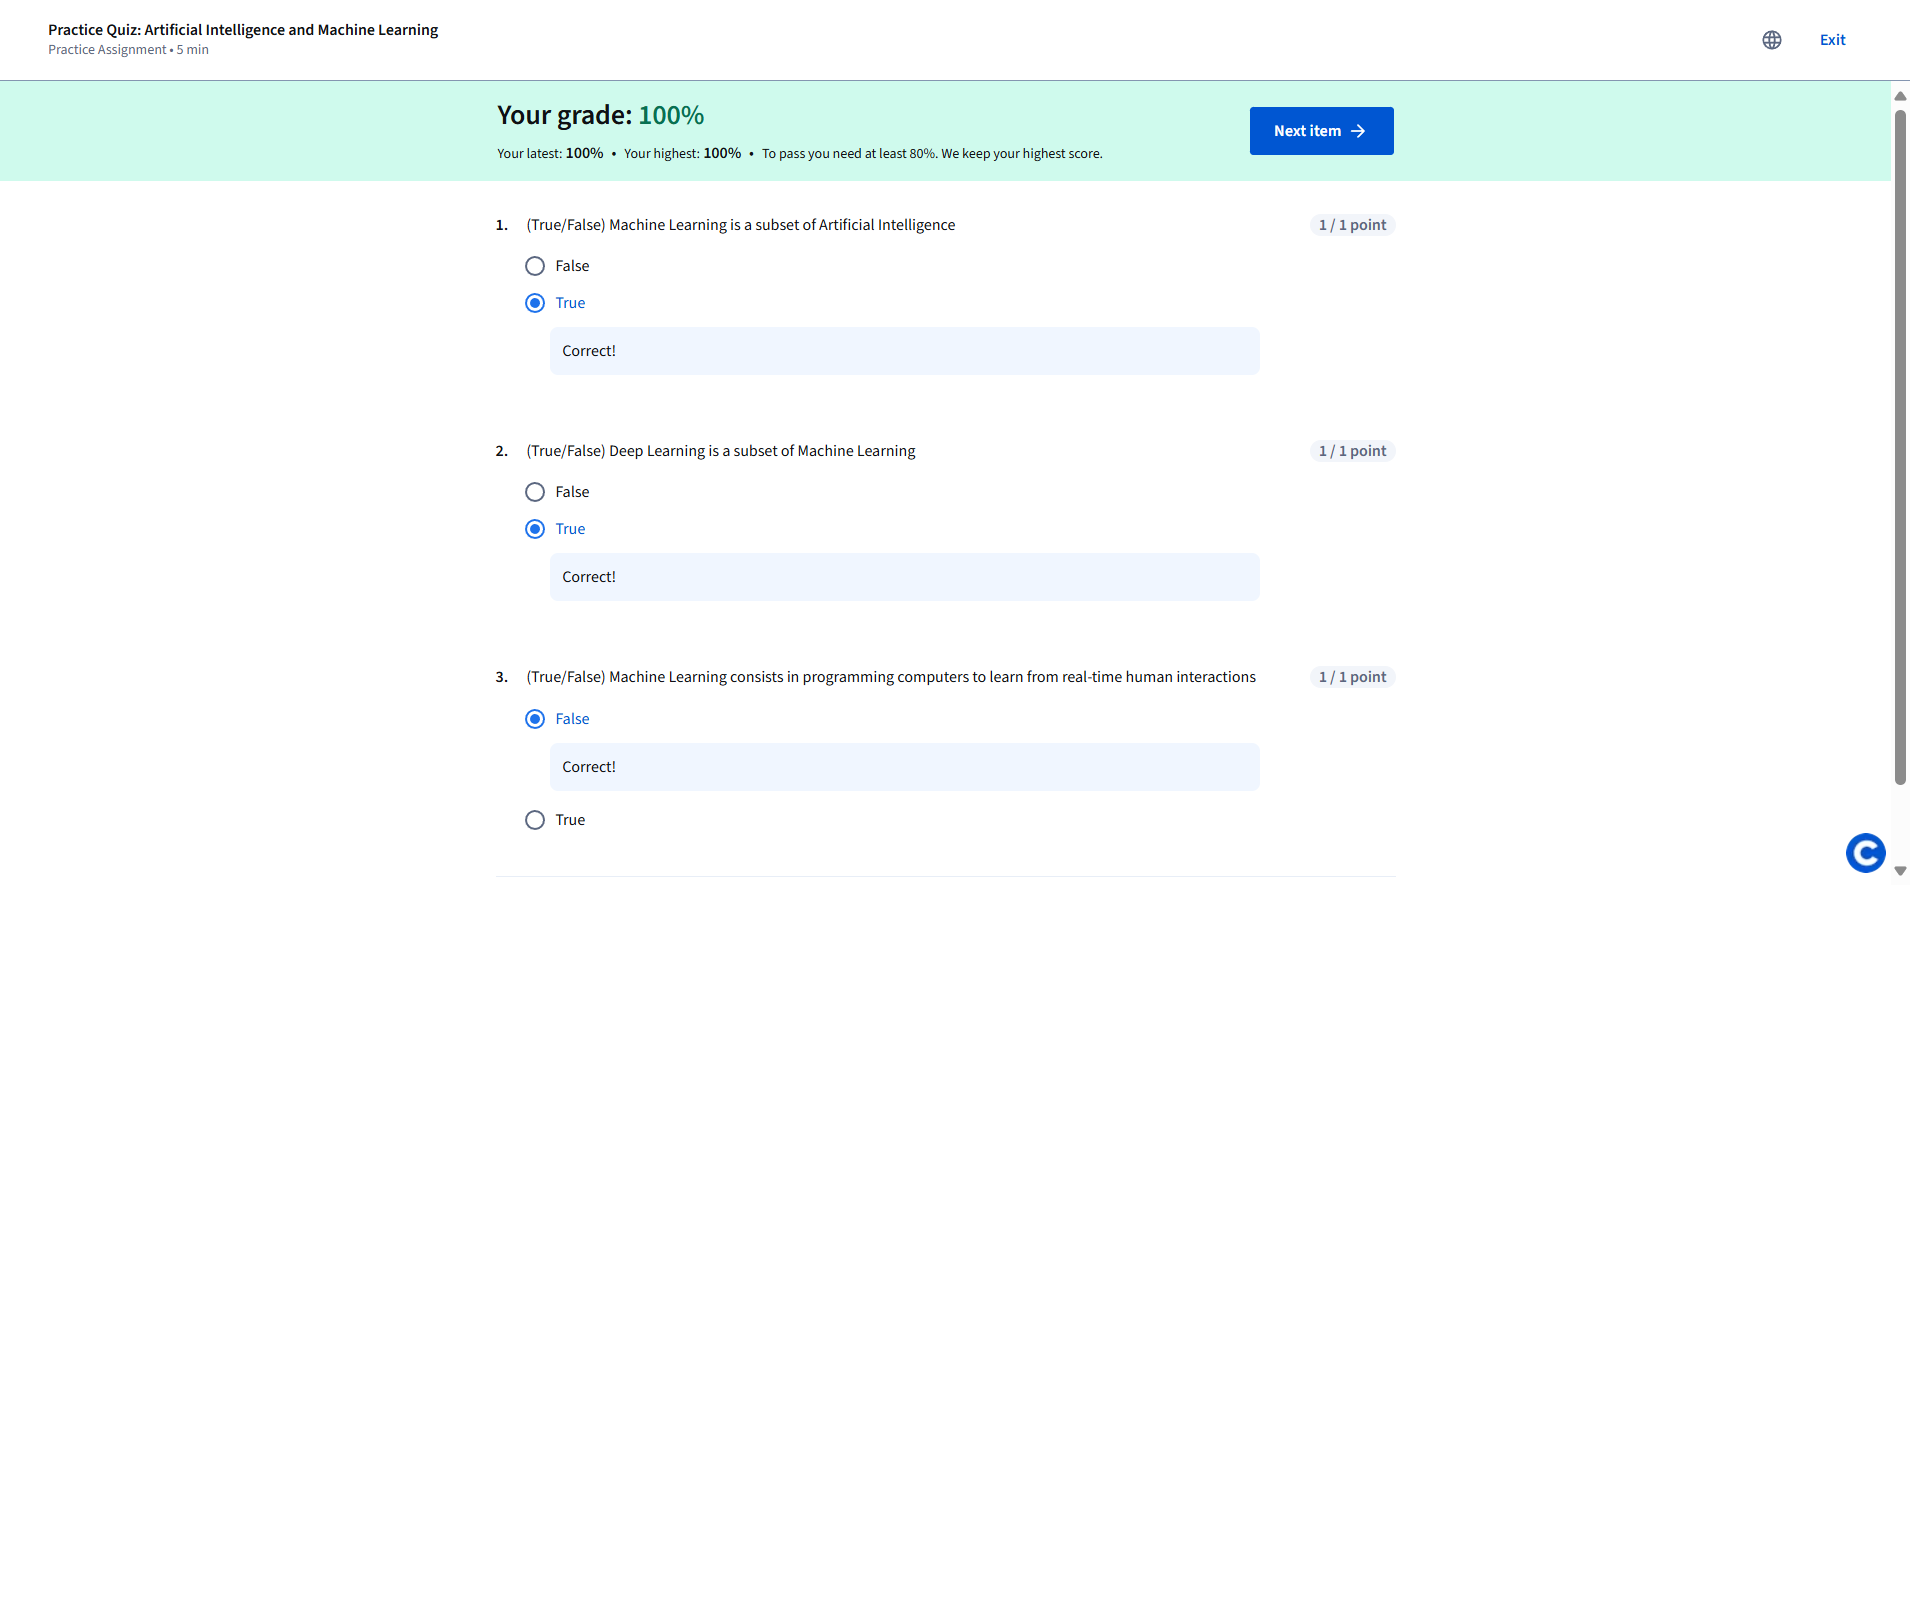 Practice Quiz: Artificial Intelligence and Machine Learning
Practice Assignment • 5 min
Exit
Your grade: 100%
Your latest: 100% • Your highest: 100% • To pass you need at least 80%. We keep your highest score.
Next item
1. (True/False) Machine Learning is a subset of Artificial Intelligence
1 / 1 point
False
True
Correct!
2. (True/False) Deep Learning is a subset of Machine Learning
1 / 1 point
False
True
Correct!
3. (True/False) Machine Learning consists in programming computers to learn from real-time human interactions
1 / 1 point
False
Correct!
True